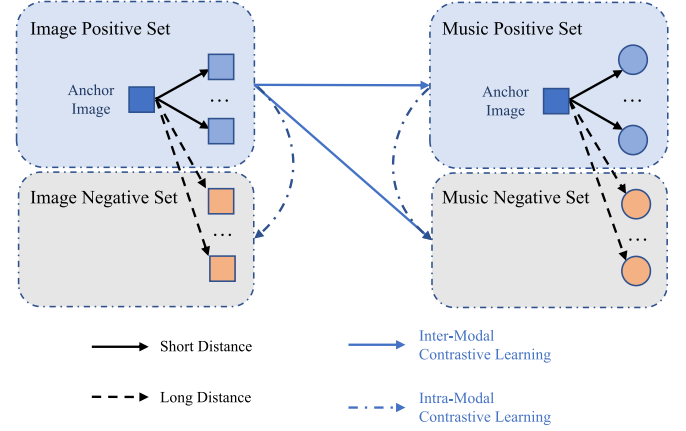 Image Positive Set
Anchor
Image
...
Image Negative Set
...
Music Positive Set
Anchor
Image
...
Music Negative Set
...
Short Distance
Inter-Modal
Contrastive Learning
Long Distance
Intra-Modal
Contrastive Learning